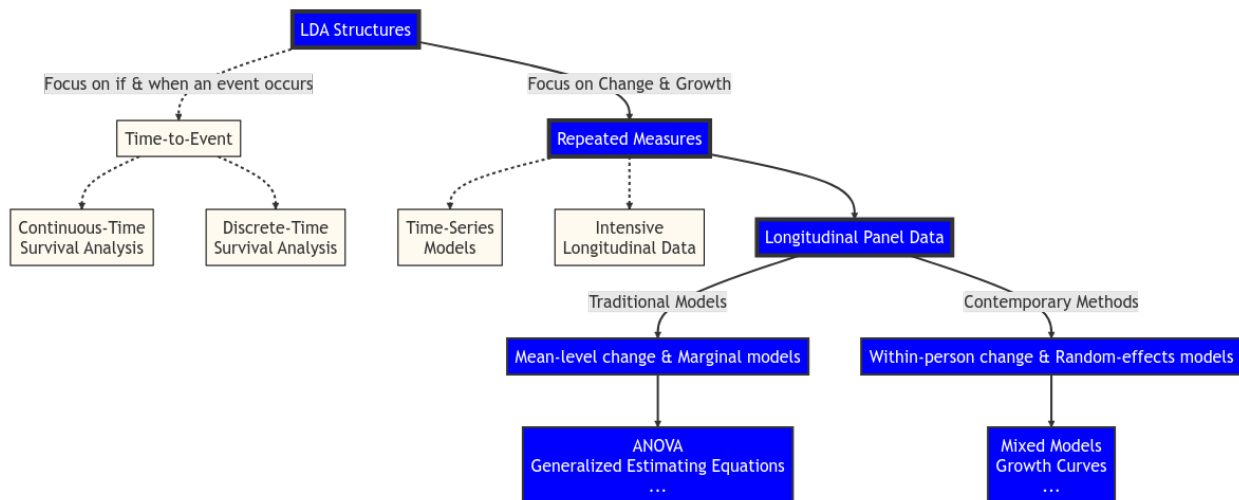 LDA Structures
Focus on if & when an event occurs
Focus on Change & Growth
Time-to-Event
Repeated Measures
Continuous-Time
Survival Analysis
Discrete-Time
Survival Analysis
Time-Series
Models
Intensive
Longitudinal Data
Longitudinal Panel Data
Traditional Models
Contemporary Methods
Mean-level change & Marginal models
Within-person change & Random-effects models
ANOVA
Generalized Estimating Equations
...
Mixed Models
Growth Curves
...